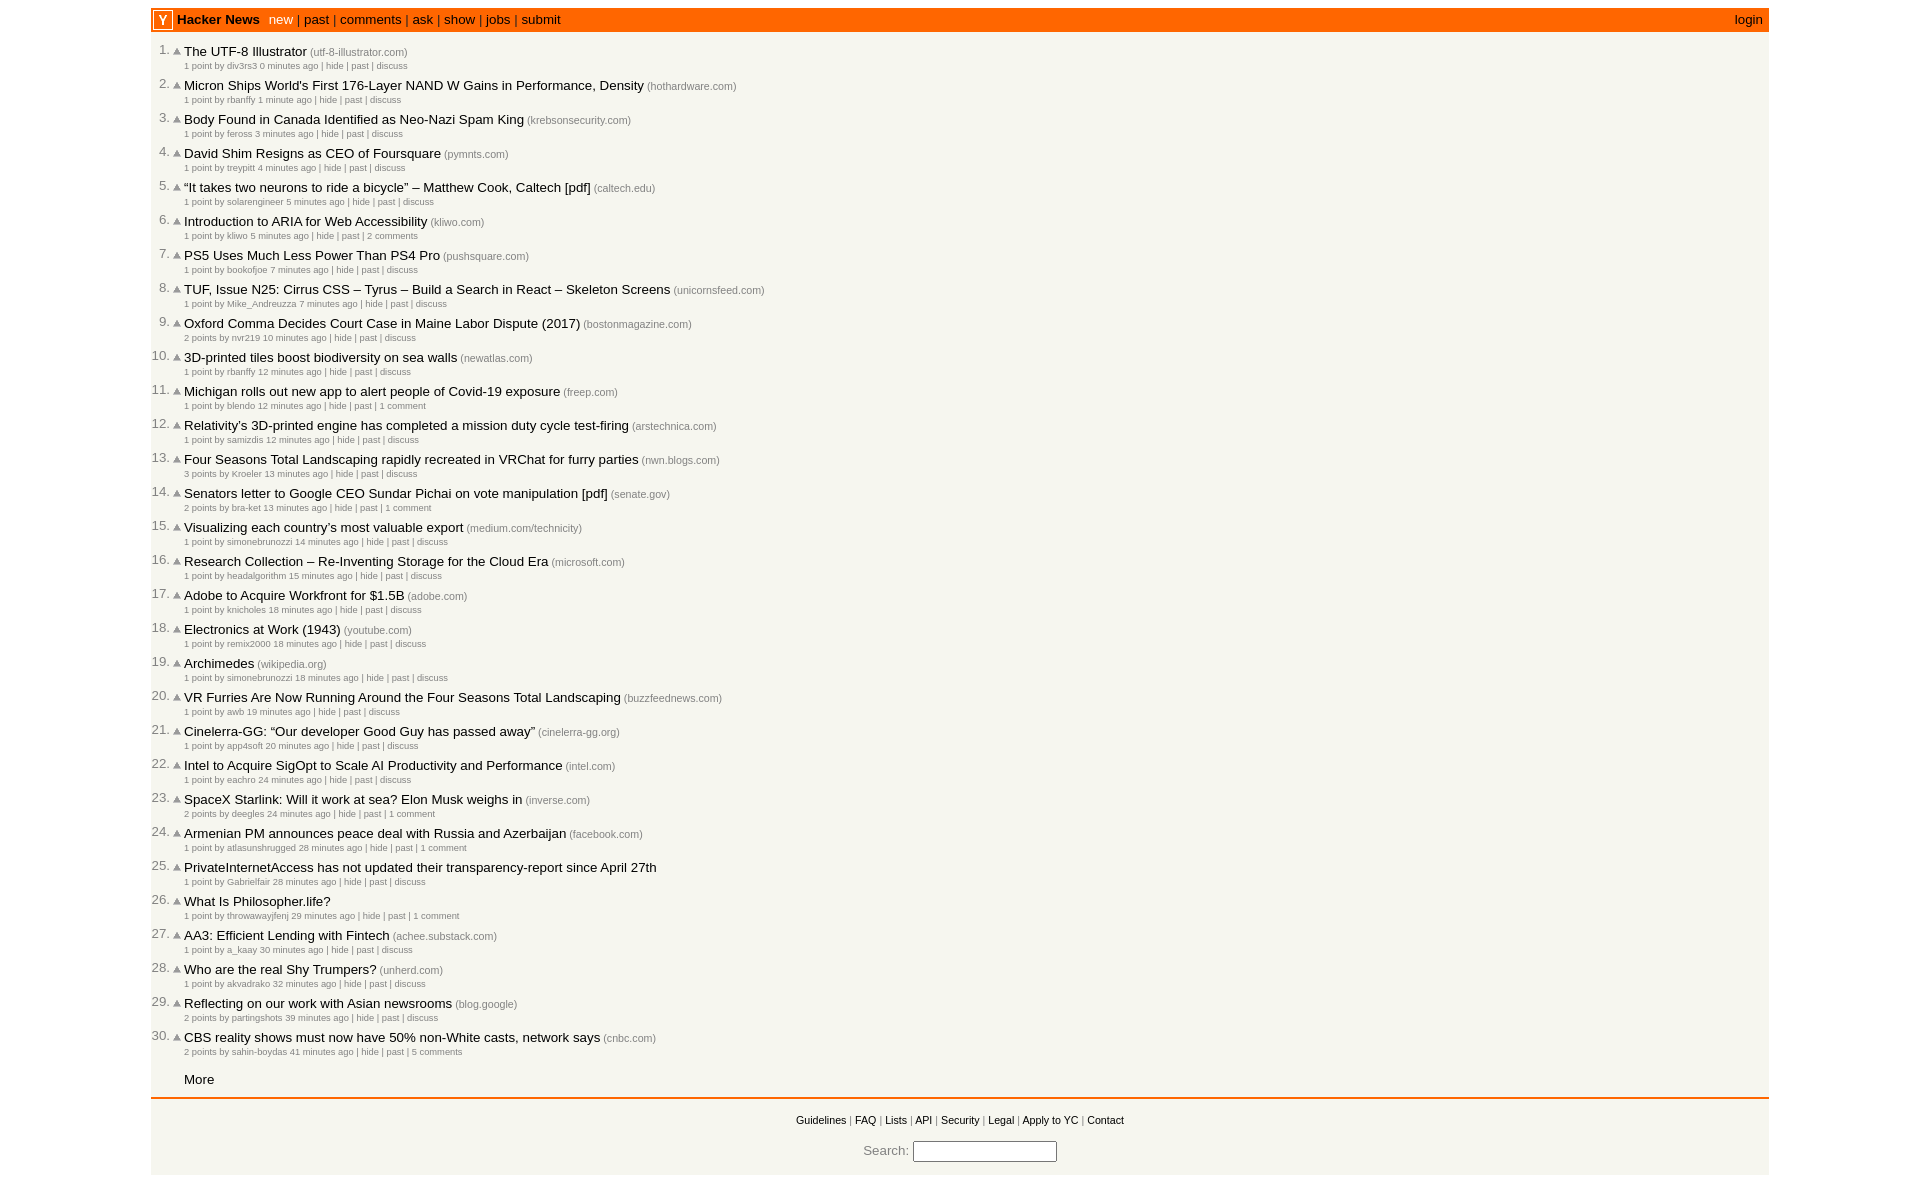 Y Hacker News new | past | comments | ask | show | jobs | submit login
1. The UTF-8 Illustrator (utf-8-illustrator.com)
1 point by div3rs3 0 minutes ago | hide | past | discuss
2. Micron Ships World's First 176-Layer NAND W Gains in Performance, Density (hothardware.com)
1 point by rbanffy 1 minute ago | hide | past | discuss
3. Body Found in Canada Identified as Neo-Nazi Spam King (krebsonsecurity.com)
1 point by feross 3 minutes ago | hide | past | discuss
4. David Shim Resigns as CEO of Foursquare (pymnts.com)
1 point by treypitt 4 minutes ago | hide | past | discuss
5. “It takes two neurons to ride a bicycle” – Matthew Cook, Caltech [pdf] (caltech.edu)
1 point by solarengineer 5 minutes ago | hide | past | discuss
6. Introduction to ARIA for Web Accessibility (kliwo.com)
1 point by kliwo 5 minutes ago | hide | past | 2 comments
7. PS5 Uses Much Less Power Than PS4 Pro (pushsquare.com)
1 point by bookofjoe 7 minutes ago | hide | past | discuss
8. TUF, Issue N25: Cirrus CSS – Tyrus – Build a Search in React – Skeleton Screens (unicornsfeed.com)
1 point by Mike_Andreuzza 7 minutes ago | hide | past | discuss
9. Oxford Comma Decides Court Case in Maine Labor Dispute (2017) (bostonmagazine.com)
2 points by nvr219 10 minutes ago | hide | past | discuss
10. 3D-printed tiles boost biodiversity on sea walls (newatlas.com)
1 point by rbanffy 12 minutes ago | hide | past | discuss
11. Michigan rolls out new app to alert people of Covid-19 exposure (freep.com)
1 point by blendo 12 minutes ago | hide | past | 1 comment
12. Relativity’s 3D-printed engine has completed a mission duty cycle test-firing (arstechnica.com)
1 point by samizdis 12 minutes ago | hide | past | discuss
13. Four Seasons Total Landscaping rapidly recreated in VRChat for furry parties (nwn.blogs.com)
3 points by Kroeler 13 minutes ago | hide | past | discuss
14. Senators letter to Google CEO Sundar Pichai on vote manipulation [pdf] (senate.gov)
2 points by bra-ket 13 minutes ago | hide | past | 1 comment
15. Visualizing each country’s most valuable export (medium.com/technicity)
1 point by simonebrunozzi 14 minutes ago | hide | past | discuss
16. Research Collection – Re-Inventing Storage for the Cloud Era (microsoft.com)
1 point by headalgorithm 15 minutes ago | hide | past | discuss
17. Adobe to Acquire Workfront for $1.5B (adobe.com)
1 point by knicholes 18 minutes ago | hide | past | discuss
18. Electronics at Work (1943) (youtube.com)
1 point by remix2000 18 minutes ago | hide | past | discuss
19. Archimedes (wikipedia.org)
1 point by simonebrunozzi 18 minutes ago | hide | past | discuss
20. VR Furries Are Now Running Around the Four Seasons Total Landscaping (buzzfeednews.com)
1 point by awb 19 minutes ago | hide | past | discuss
21. Cinelerra-GG: “Our developer Good Guy has passed away” (cinelerra-gg.org)
1 point by app4soft 20 minutes ago | hide | past | discuss
22. Intel to Acquire SigOpt to Scale AI Productivity and Performance (intel.com)
1 point by eachro 24 minutes ago | hide | past | discuss
23. SpaceX Starlink: Will it work at sea? Elon Musk weighs in (inverse.com)
2 points by deegles 24 minutes ago | hide | past | 1 comment
24. Armenian PM announces peace deal with Russia and Azerbaijan (facebook.com)
1 point by atlasunshrugged 28 minutes ago | hide | past | 1 comment
25. PrivateInternetAccess has not updated their transparency-report since April 27th
1 point by Gabrielfair 28 minutes ago | hide | past | discuss
26. What Is Philosopher.life?
1 point by throwawayjfenj 29 minutes ago | hide | past | 1 comment
27. AA3: Efficient Lending with Fintech (achee.substack.com)
1 point by a_kaay 30 minutes ago | hide | past | discuss
28. Who are the real Shy Trumpers? (unherd.com)
1 point by akvadrako 32 minutes ago | hide | past | discuss
29. Reflecting on our work with Asian newsrooms (blog.google)
2 points by partingshots 39 minutes ago | hide | past | discuss
30. CBS reality shows must now have 50% non-White casts, network says (cnbc.com)
2 points by sahin-boydas 41 minutes ago | hide | past | 5 comments
More
Guidelines | FAQ | Lists | API | Security | Legal | Apply to YC | Contact
Search: